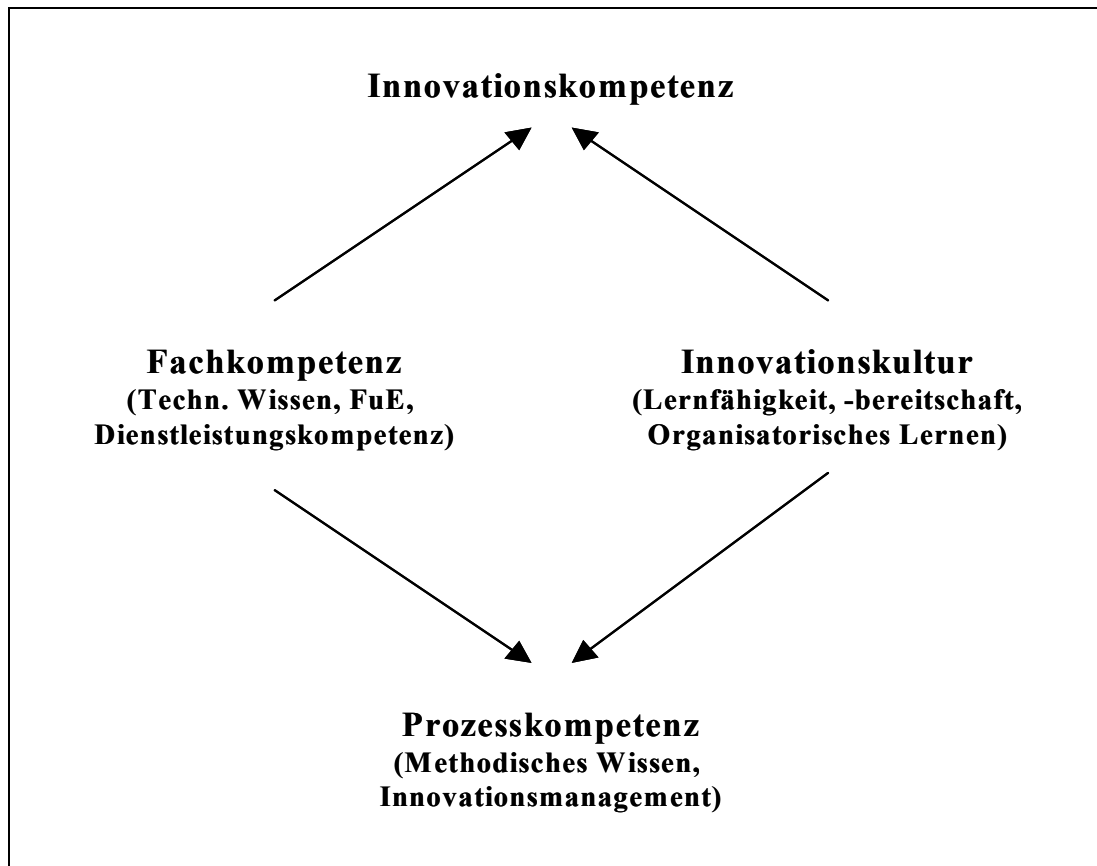 Innovationskompetenz
Fachkompetenz
(Techn. Wissen, FuE,
Dienstleistungskompetenz)
Innovationskultur
(Lernfähigkeit, -bereitschaft,
Organisatorisches Lernen)
Prozesskompetenz
(Methodisches Wissen,
Innovationsmanagement)